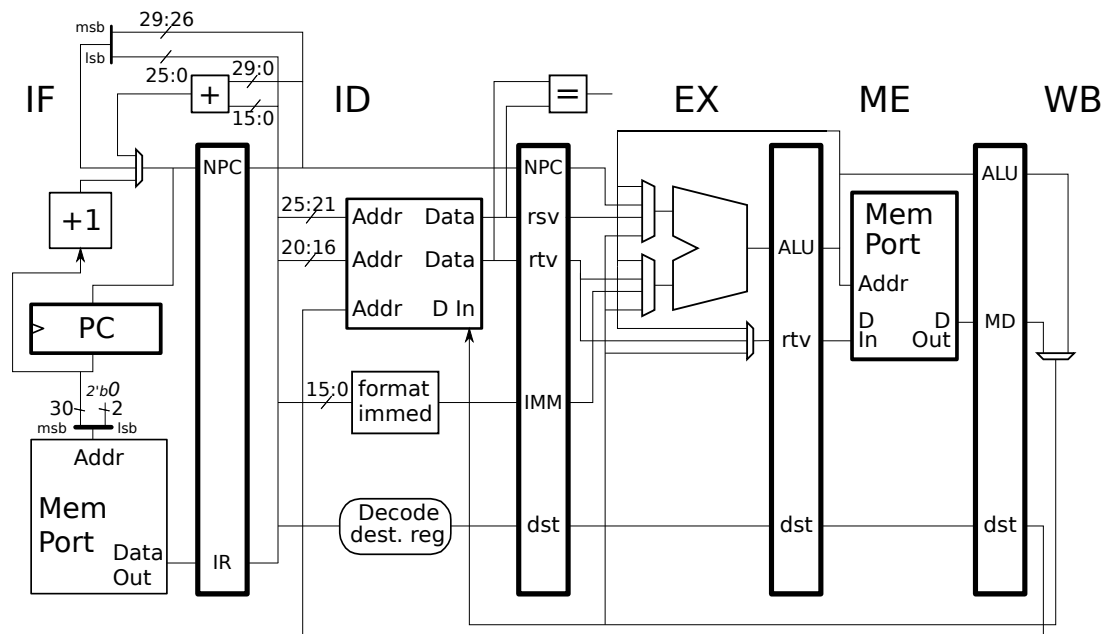 29:26
msb
lsb
25:0
29:0
15:0
IF
ID
EX
ME
WB
+
=
NPC
NPC
ALU
+1
25:21
Addr
Data
rsv
Mem
Port
20:16
Addr
Data
rtv
ALU
Addr
Addr
D In
PC
D
In
D
Out
MD
rtv
2'b0
30
2
msb
lsb
15:0
format
immed
IMM
Addr
Mem
Port
Data
Out
IR
Decode
dest. reg
dst
dst
dst